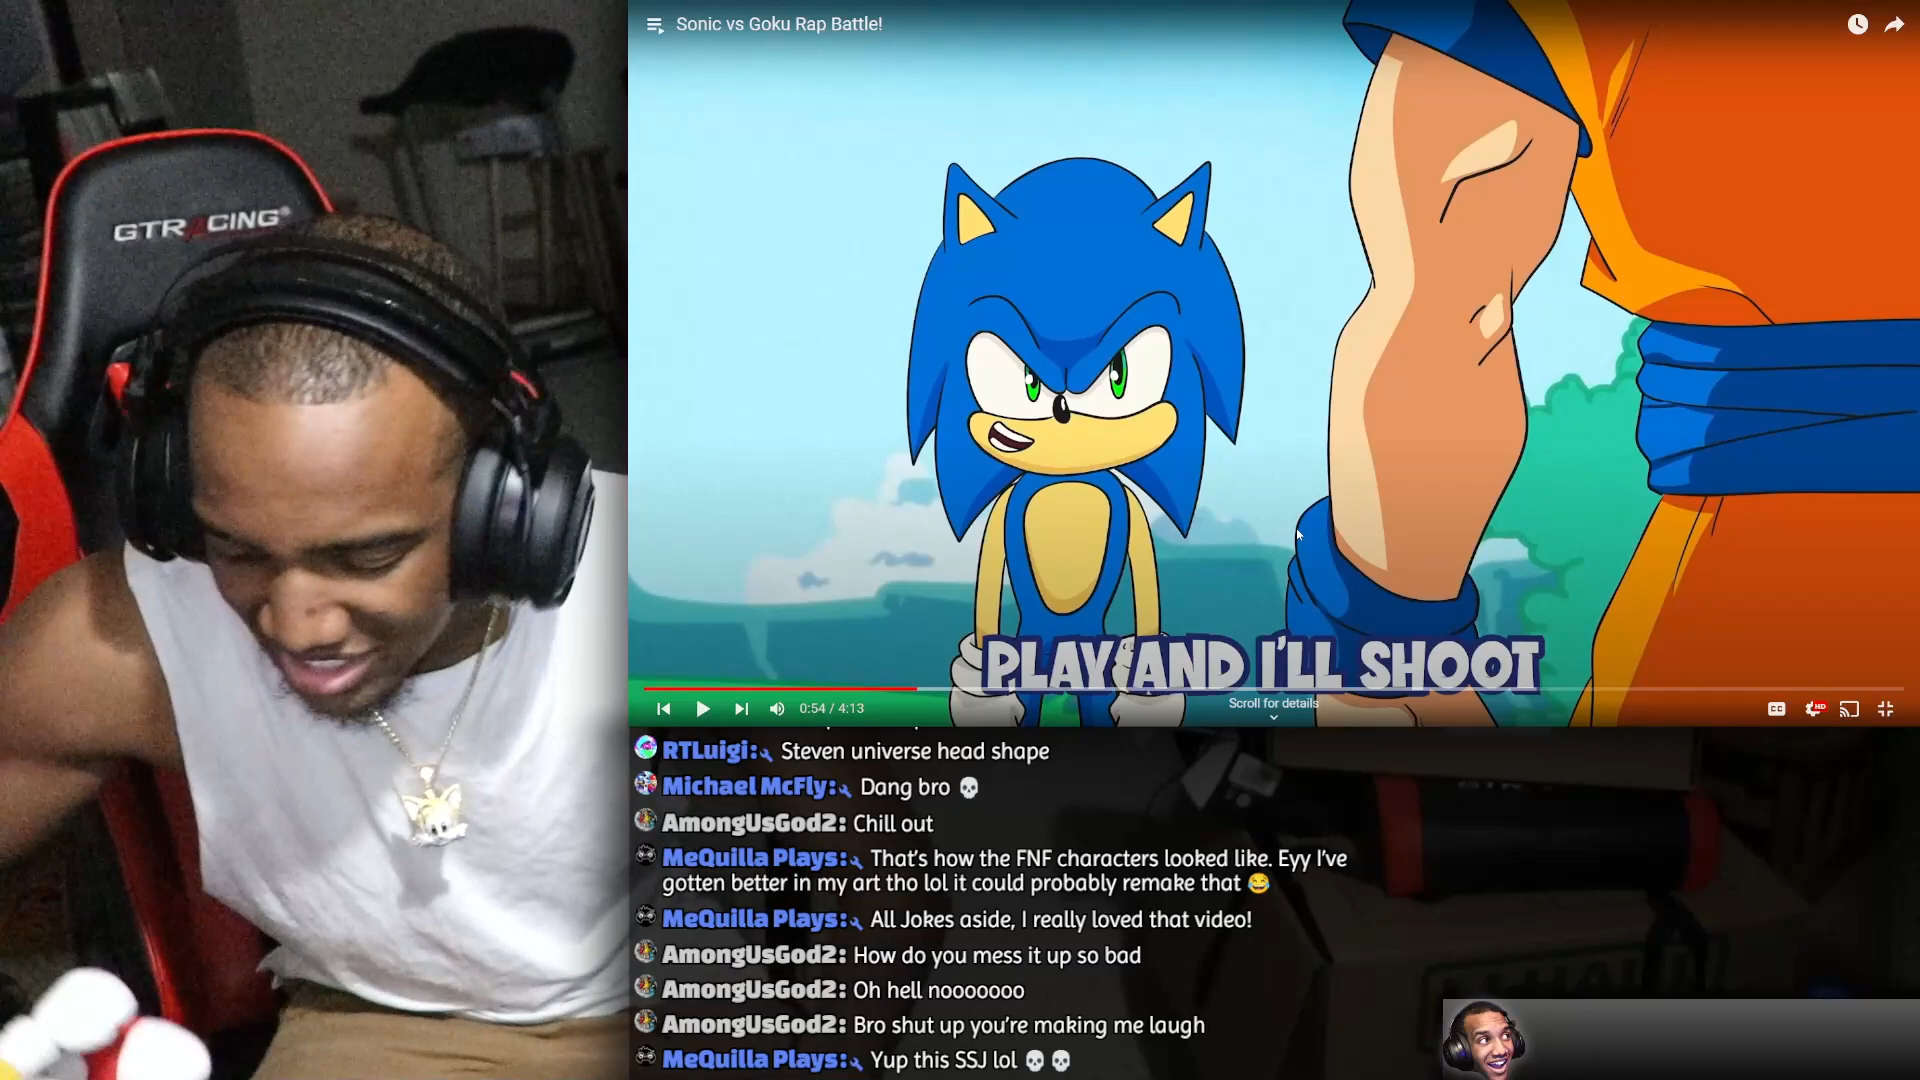 Sonic vs Goku Rap Battle!
GTRACING
PLAY AND I'LL SHOOT
0:54 / 4:13
Scroll for details
CC
HD
RTLuigi: Steven universe head shape
Michael McFly: Dang bro 💀
AmongUsGod2: Chill out
MeQuilla Plays: That's how the FNF characters looked like. Eyy I've
gotten better in my art tho lol it could probably remake that 😂
MeQuilla Plays: All Jokes aside, I really loved that video!
AmongUsGod2: How do you mess it up so bad
AmongUsGod2: Oh hell nooooooo
AmongUsGod2: Bro shut up you're making me laugh
MeQuilla Plays: Yup this SSJ lol 💀💀